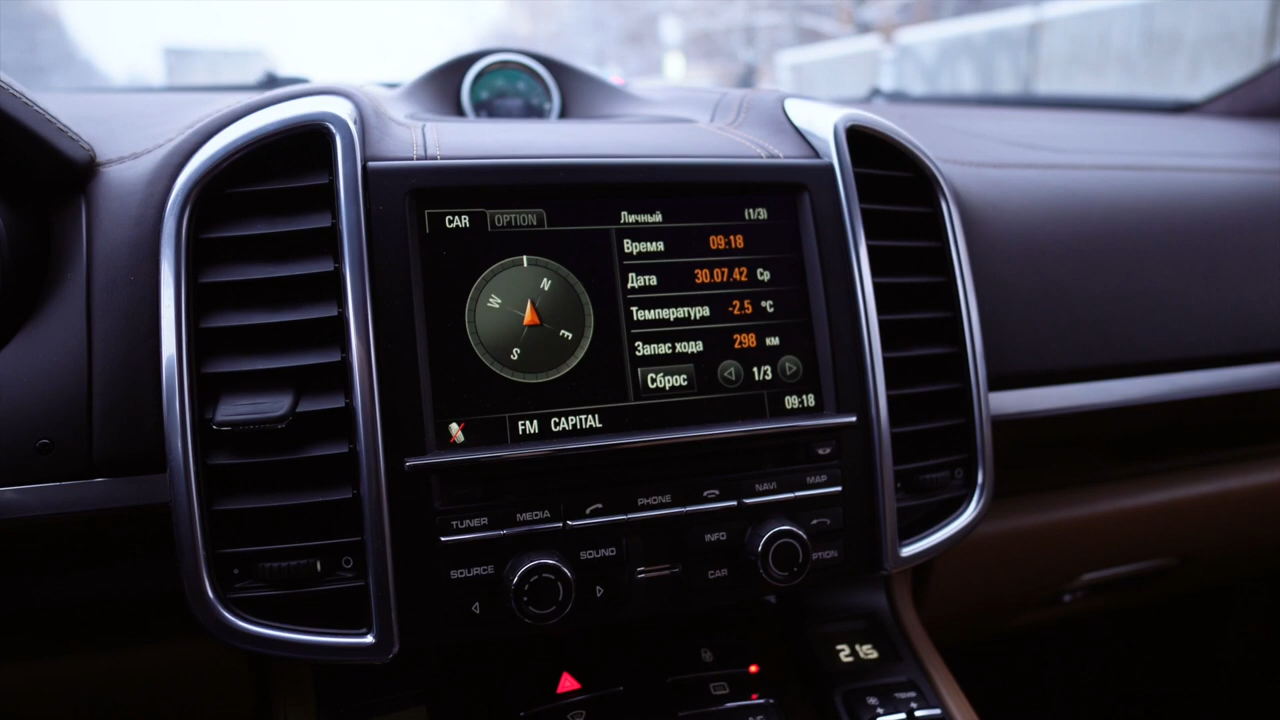 CAR OPTION Личный (1/3)
Время 09:18
Дата 30.07.42 Ср
Температура -2.5 °C
Запас хода 298 км
Сброс 1/3
N
W
E
S
09:18
FM CAPITAL
TUNER MEDIA PHONE NAVI MAP
SOURCE SOUND INFO
CAR
21.5
TEMP